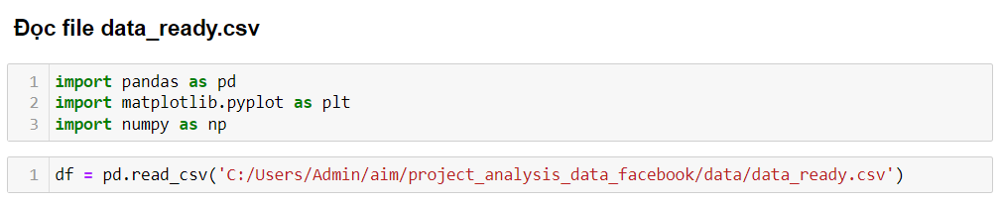 Đọc file data_ready.csv
1 import pandas as pd
2 import matplotlib.pyplot as plt
3 import numpy as np
1 df = pd.read_csv('C:/Users/Admin/aim/project_analysis_data_facebook/data/data_ready.csv')